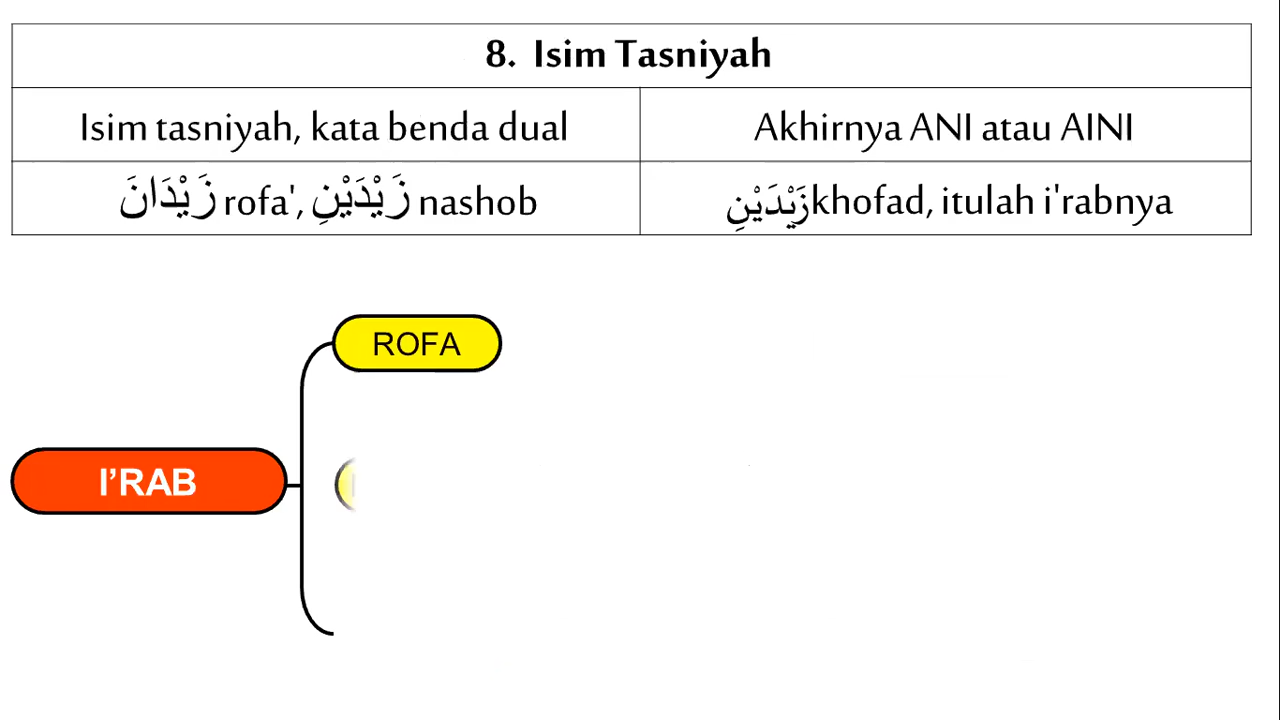 8. Isim Tasniyah
Isim tasniyah, kata benda dual
Akhirnya ANI atau AINI
زَيْدَانَ rofa', زَيْدَيْنِ nashob
زَيْدَيْنِ khofad, itulah i'rabnya
ROFA
I’RAB